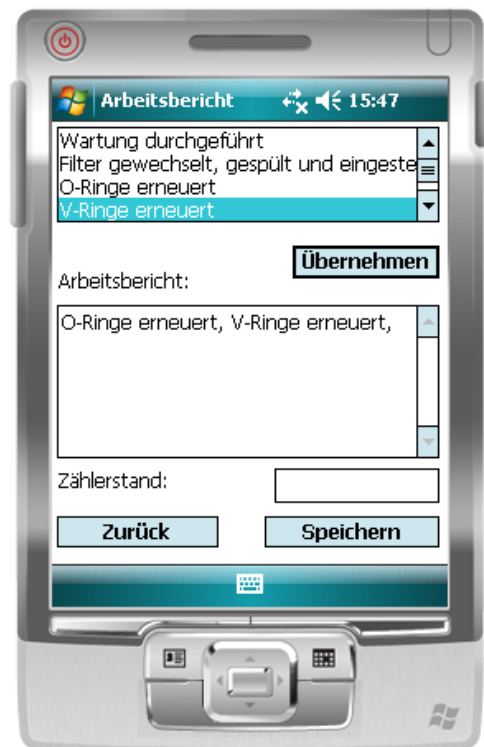 Arbeitsbericht 15:47
Wartung durchgeführt
Filter gewechselt, gespült und eingeste
O-Ringe erneuert
V-Ringe erneuert
Übernehmen
Arbeitsbericht:
O-Ringe erneuert, V-Ringe erneuert,
Zählerstand:
Zurück Speichern